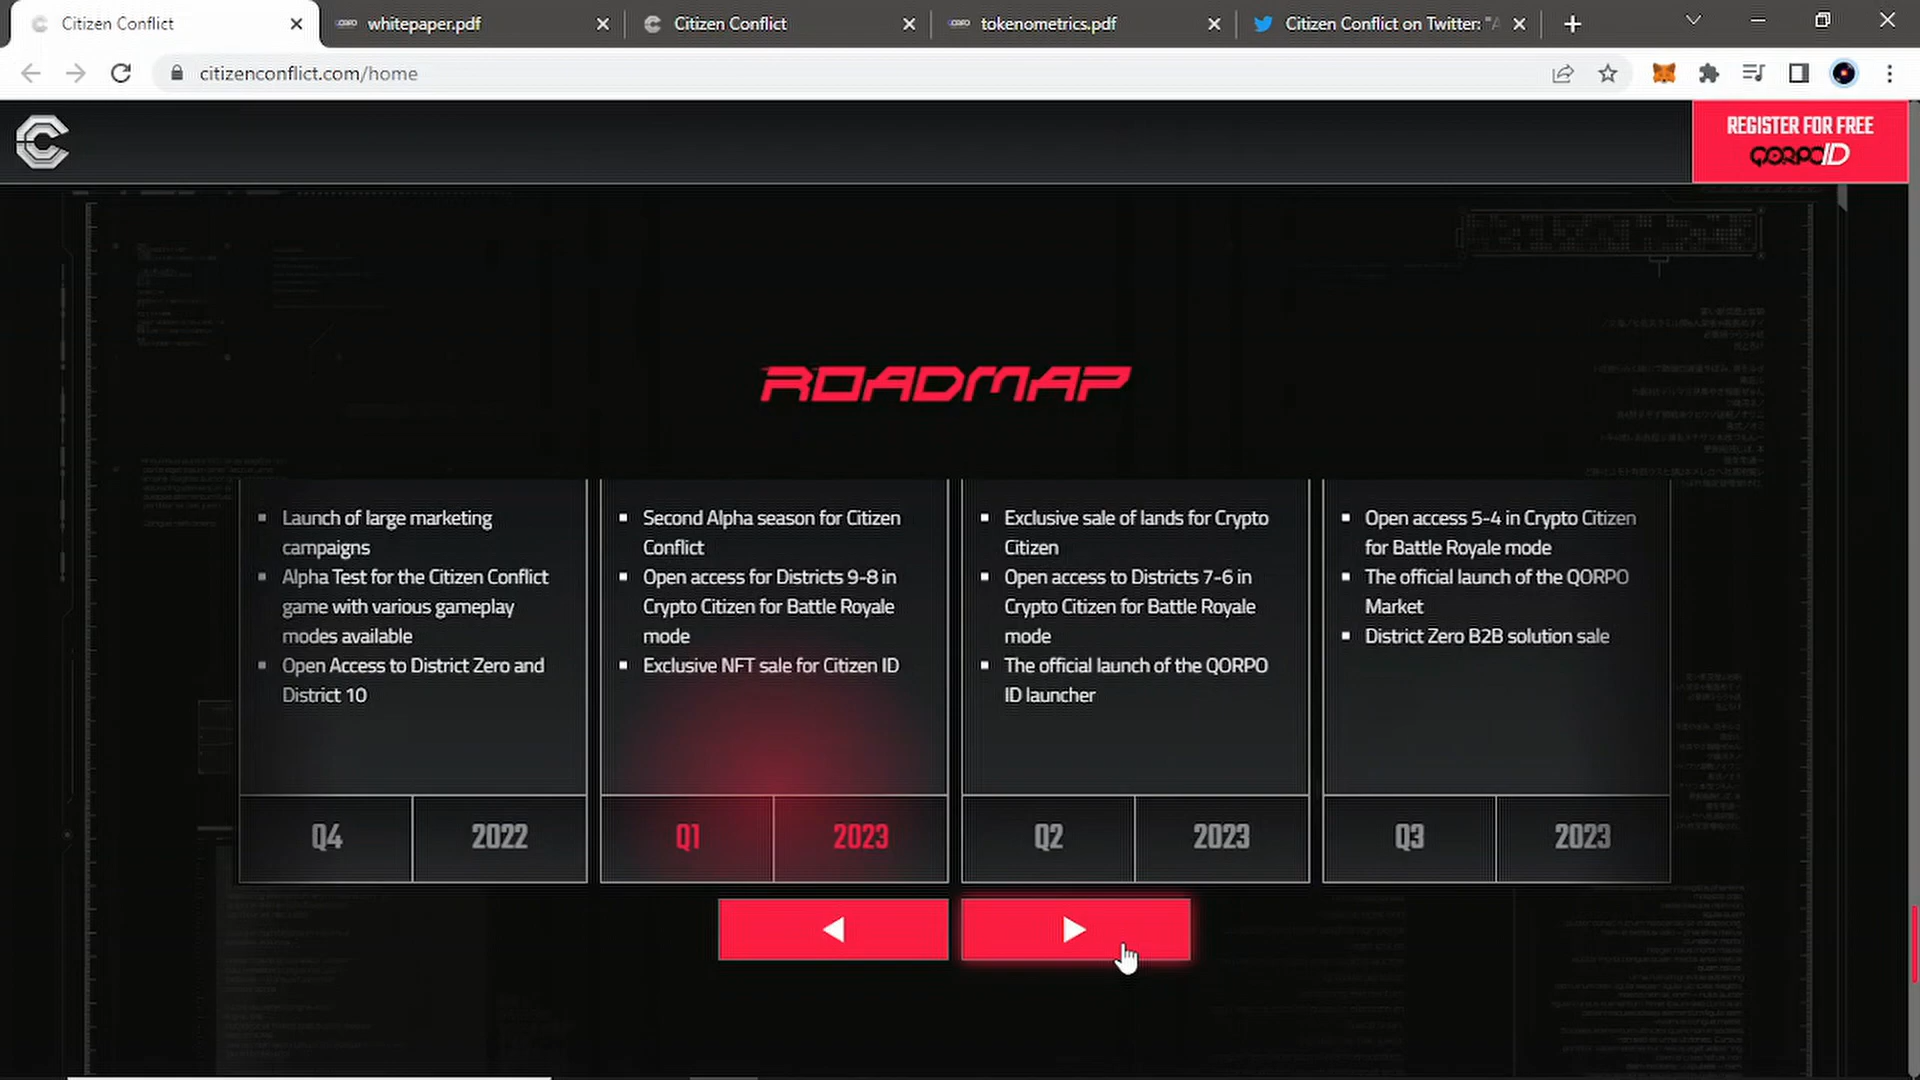 Citizen Conflict
whitepaper.pdf
Citizen Conflict
tokenometrics.pdf
Citizen Conflict on Twitter: "A
citizenconflict.com/home
REGISTER FOR FREE
QORPO ID
ROADMAP
Launch of large marketing
campaigns
Alpha Test for the Citizen Conflict
game with various gameplay
modes available
Open Access to District Zero and
District 10
Q4 2022
Second Alpha season for Citizen
Conflict
Open access for Districts 9-8 in
Crypto Citizen for Battle Royale
mode
Exclusive NFT sale for Citizen ID
Q1 2023
Exclusive sale of lands for Crypto
Citizen
Open access to Districts 7-6 in
Crypto Citizen for Battle Royale
mode
The official launch of the QORPO
ID launcher
Q2 2023
Open access 5-4 in Crypto Citizen
for Battle Royale mode
The official launch of the QORPO
Market
District Zero B2B solution sale
Q3 2023